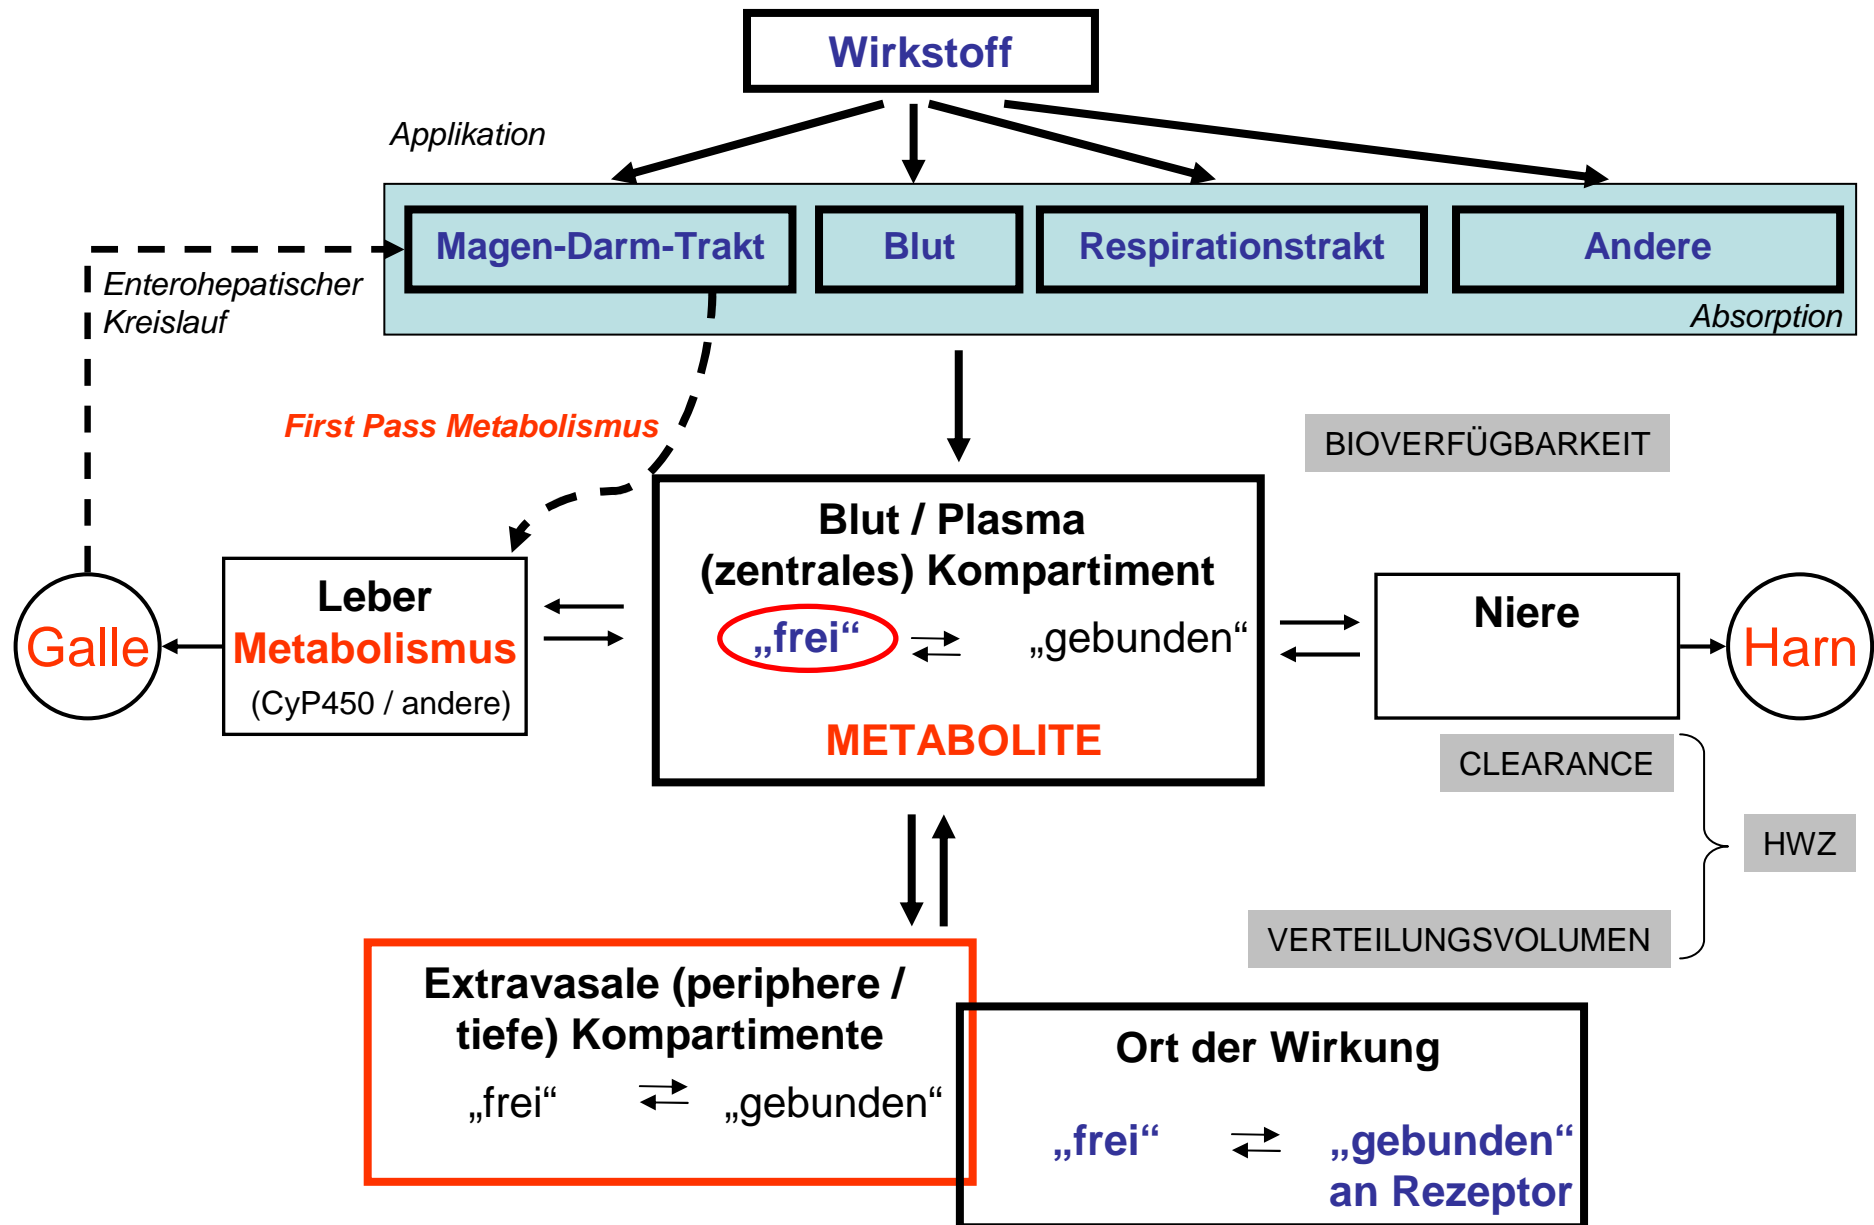 Wirkstoff
Applikation
Magen-Darm-Trakt
Blut
Respirationstrakt
Andere
Absorption
Enterohepatischer
Kreislauf
First Pass Metabolismus
BIOVERFÜGBARKEIT
Blut / Plasma
(zentrales) Kompartiment
„frei“
„gebunden“
METABOLITE
Leber
Metabolismus
(CyP450 / andere)
Galle
Niere
Harn
CLEARANCE
HWZ
VERTEILUNGSVOLUMEN
Extravasale (periphere /
tiefe) Kompartimente
„frei“
„gebunden“
Ort der Wirkung
„frei“
„gebunden“
an Rezeptor